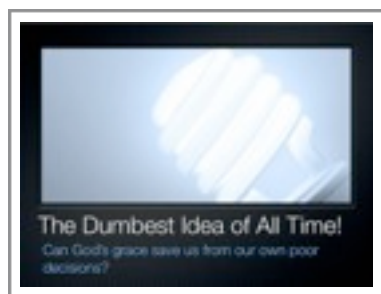 The Dumbest Idea of All Time!
Can God's grace save us from our own poor
decisions?